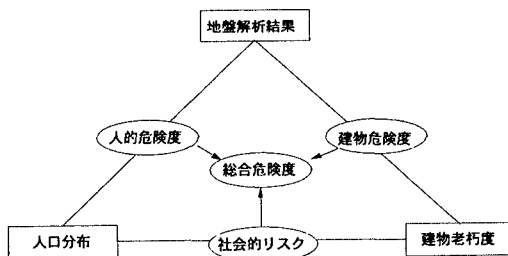 地盤解析結果
人的危険度
建物危険度
総合危険度
人口分布
社会的リスク
建物老朽度